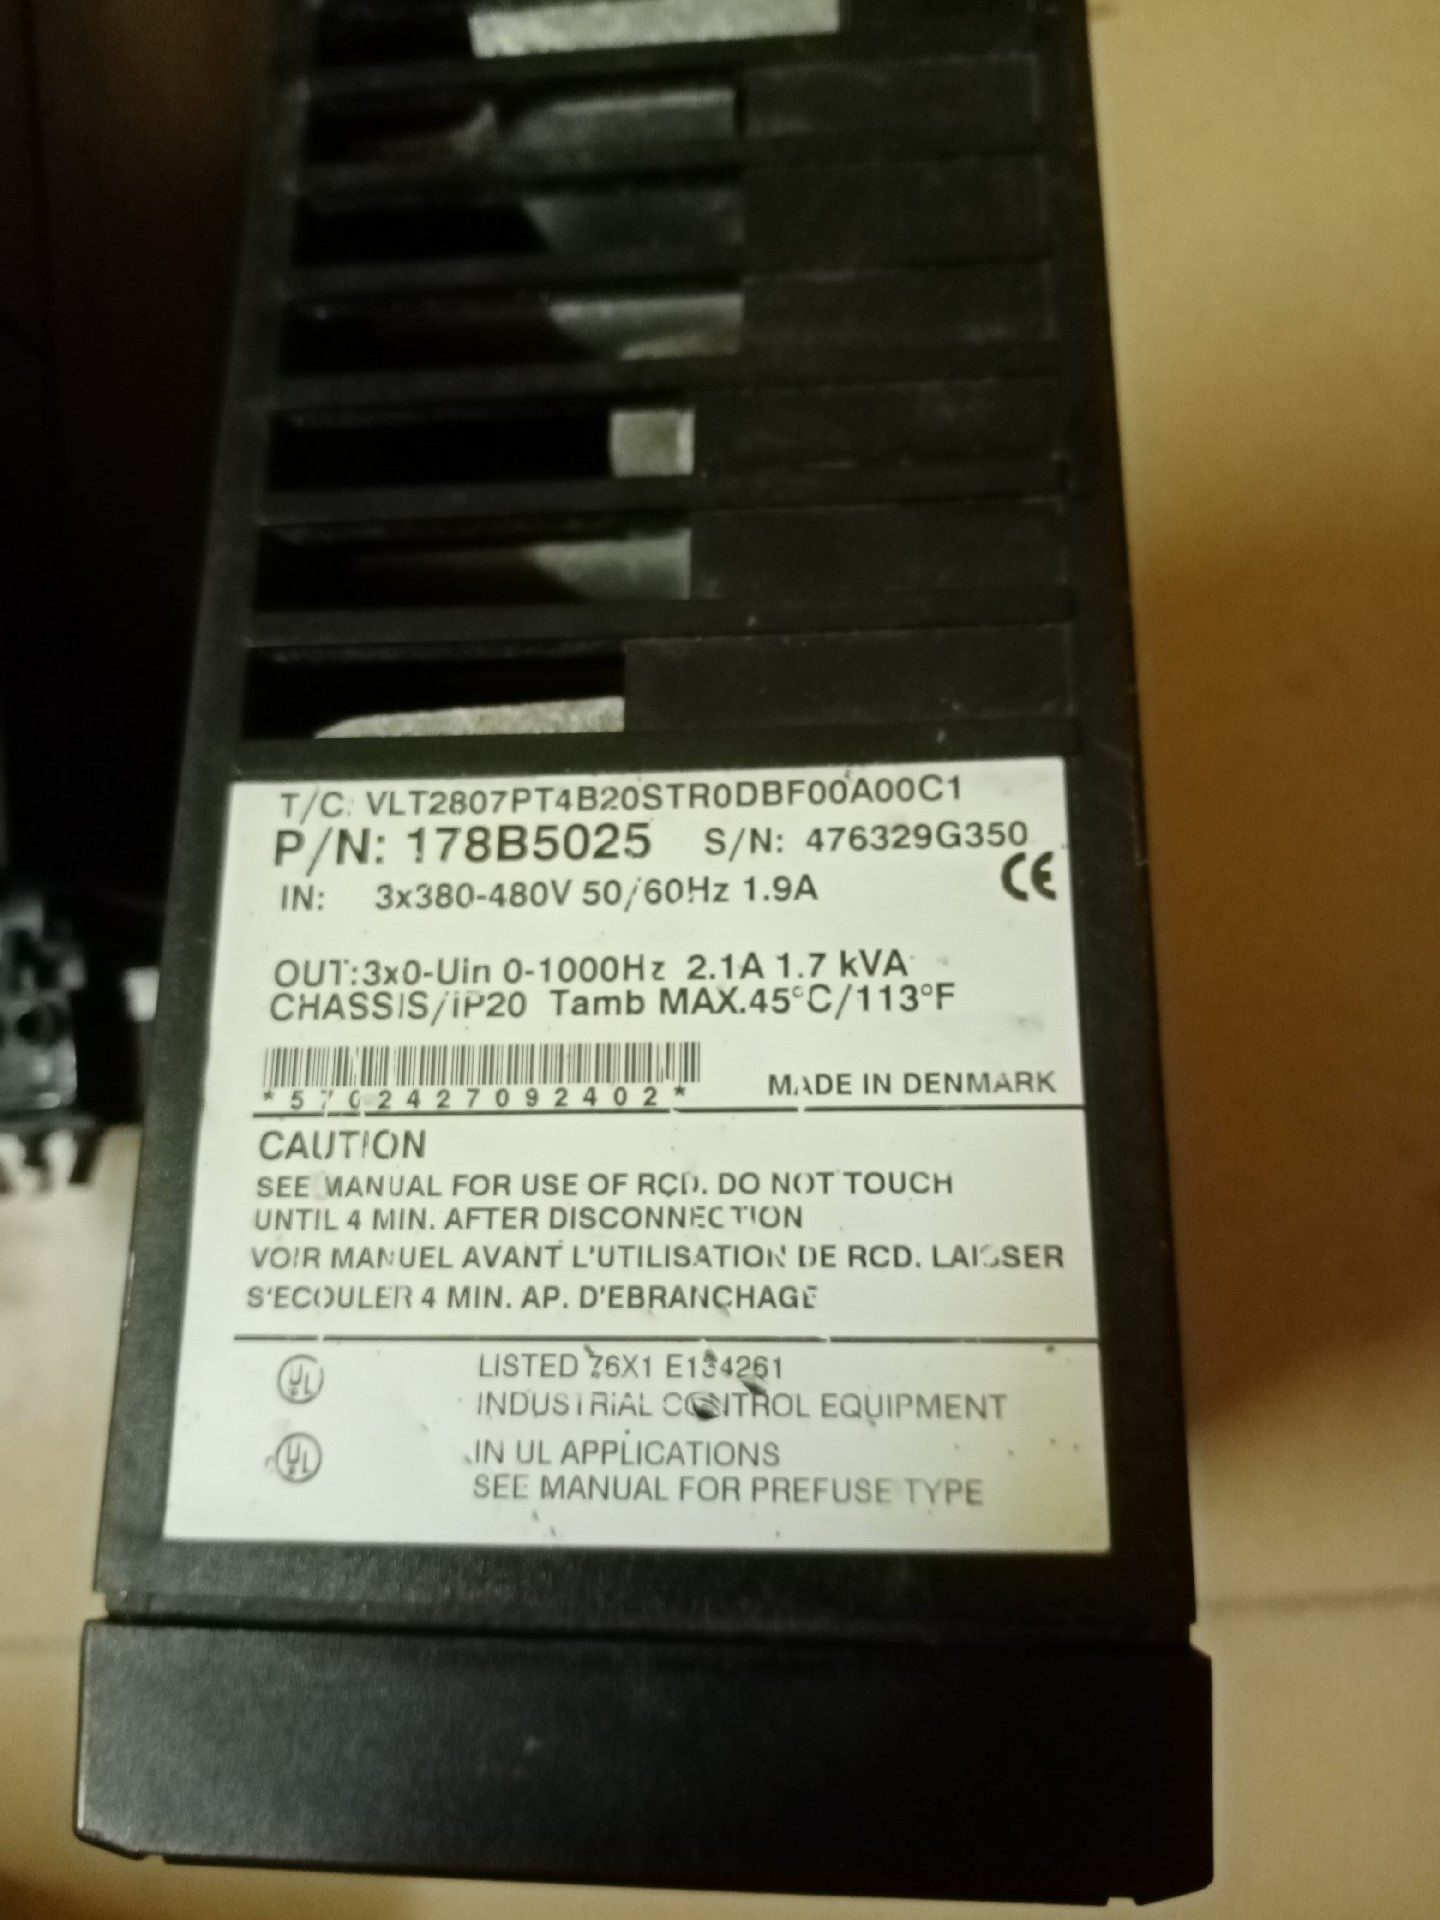 T/C: VLT2807PT4B20STR0DBF00A00C1
P/N: 178B5025 S/N: 476329G350
CE
IN: 3x380-480V 50/60Hz 1.9A
OUT:3x0-Uin 0-1000Hz 2.1A 1.7 kVA
CHASSIS/IP20 Tamb MAX.45°C/113°F
*5702427092402*
MADE IN DENMARK
CAUTION
SEE MANUAL FOR USE OF RCD. DO NOT TOUCH
UNTIL 4 MIN. AFTER DISCONNECTION
VOIR MANUEL AVANT L'UTILISATION DE RCD. LAISSER
S'ECOULER 4 MIN. AP. D'EBRANCHAGE
UL LISTED 76X1 E134261
INDUSTRIAL CONTROL EQUIPMENT
UL IN UL APPLICATIONS
SEE MANUAL FOR PREFUSE TYPE